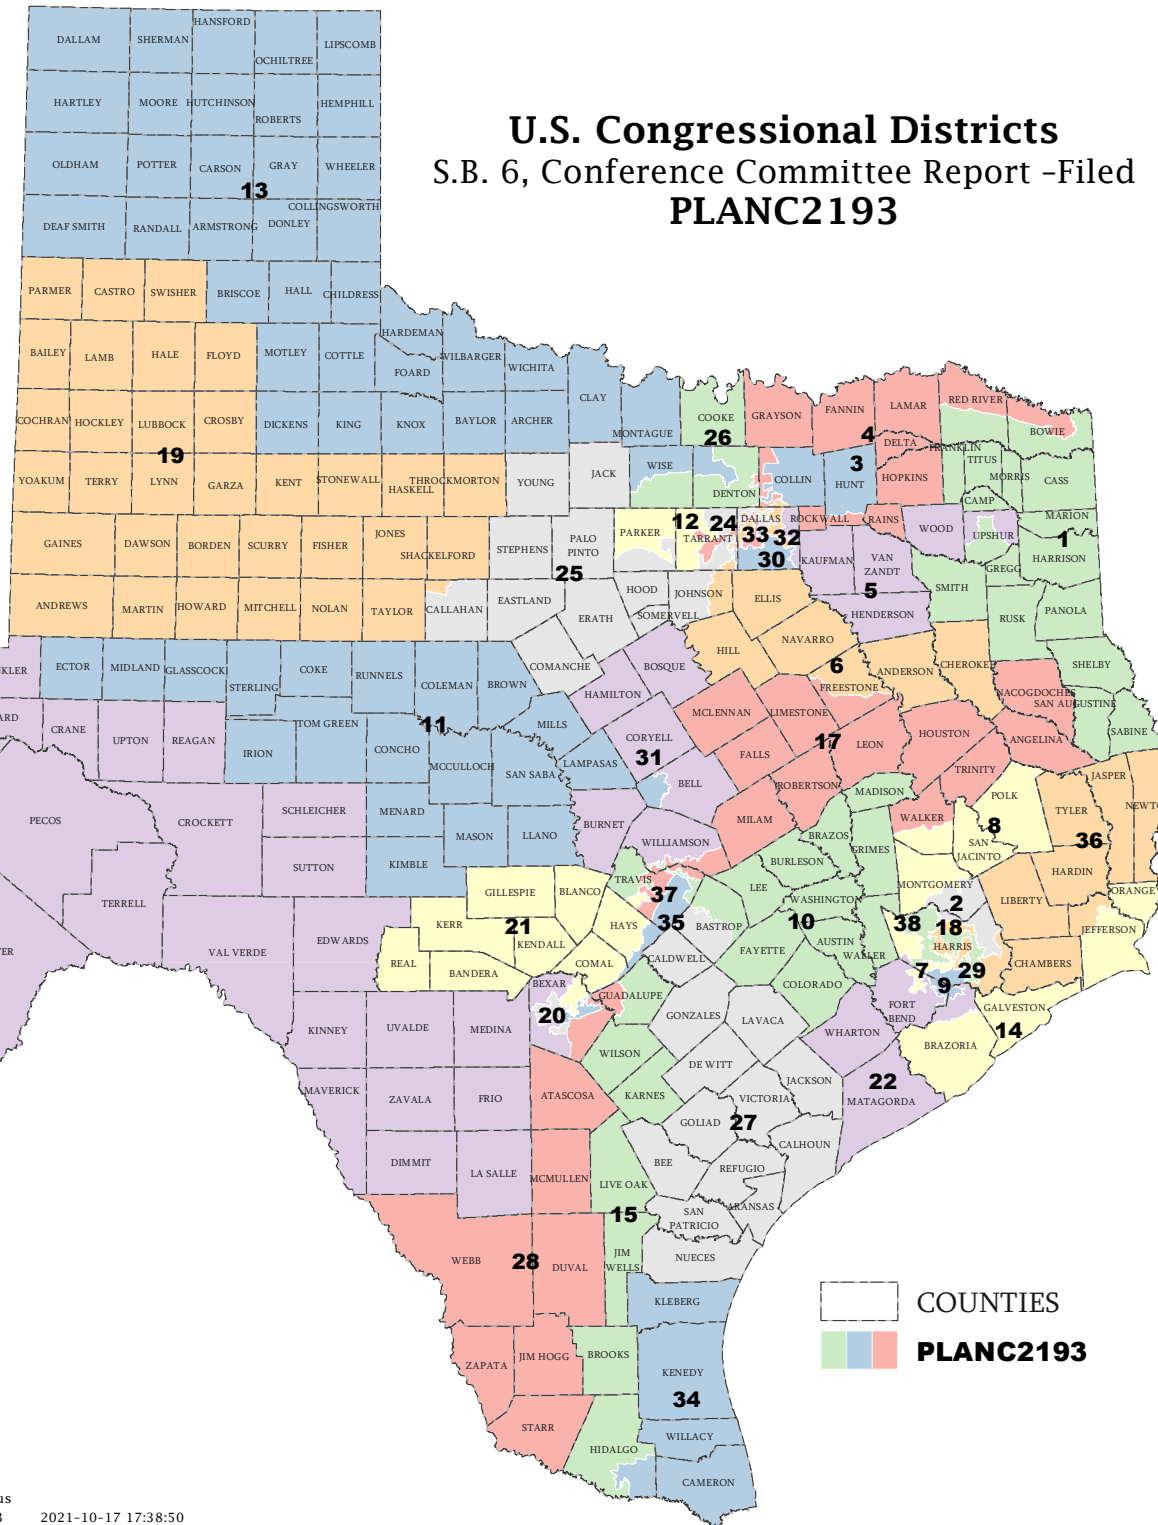 U.S. Congressional Districts
S.B. 6, Conference Committee Report –Filed
PLANC2193
DALLAM
SHERMAN
HANSFORD
OCHILTREE
LIPSCOMB
HARTLEY
MOORE
HUTCHINSON
ROBERTS
HEMPHILL
OLDHAM
POTTER
CARSON
GRAY
WHEELER
13
DEAF SMITH
RANDALL
ARMSTRONG
DONLEY
COLLINGSWORTH
PARMER
CASTRO
SWISHER
BRISCOE
HALL
CHILDRESS
BAILEY
LAMB
HALE
FLOYD
MOTLEY
COTTLE
HARDEMAN
FOARD
WILBARGER
WICHITA
CLAY
MONTAGUE
COOKE
26
GRAYSON
FANNIN
LAMAR
RED RIVER
BOWIE
4
COCHRAN
HOCKLEY
LUBBOCK
CROSBY
DICKENS
KING
KNOX
BAYLOR
ARCHER
19
JACK
WISE
DENTON
COLLIN
3
HUNT
DELTA
HOPKINS
FRANKLIN
TITUS
MORRIS
CASS
CAMP
YOAKUM
TERRY
LYNN
GARZA
KENT
STONEWALL
HASKELL
THROCKMORTON
YOUNG
PARKER
12
TARRANT
24
DALLAS
33
32
30
ROCKWALL
RAINS
WOOD
UPSHUR
MARION
1
HARRISON
GREGG
GAINES
DAWSON
BORDEN
SCURRY
FISHER
JONES
SHACKELFORD
STEPHENS
PALO
PINTO
25
KAUFMAN
VAN
ZANDT
5
SMITH
ANDREWS
MARTIN
HOWARD
MITCHELL
NOLAN
TAYLOR
CALLAHAN
EASTLAND
ERATH
HOOD
SOMERVELL
JOHNSON
ELLIS
HENDERSON
RUSK
PANOLA
KLER
ECTOR
MIDLAND
GLASSCOCK
STERLING
COKE
RUNNELS
COLEMAN
BROWN
COMANCHE
HAMILTON
BOSQUE
HILL
NAVARRO
6
FREESTONE
ANDERSON
CHEROKEE
SHELBY
NACOGDOCHES
SAN AUGUSTINE
SABINE
ARD
CRANE
UPTON
REAGAN
IRION
TOM GREEN
CONCHO
11
MCCULLOCH
SAN SABA
MILLS
LAMPASAS
CORYELL
31
BELL
MCLENNAN
LIMESTONE
FALLS
17
LEON
ROBERTSON
HOUSTON
ANGELINA
TRINITY
JASPER
NEWTO
PECOS
CROCKETT
SCHLEICHER
SUTTON
MENARD
MASON
LLANO
KIMBLE
BURNET
WILLIAMSON
MILAM
BRAZOS
MADISON
GRIMES
WALKER
POLK
8
SAN
JACINTO
TYLER
36
HARDIN
TERRELL
VAL VERDE
EDWARDS
GILLESPIE
BLANCO
KERR
21
KENDALL
REAL
BANDERA
COMAL
HAYS
TRAVIS
37
35
BASTROP
CALDWELL
LEE
BURLESON
WASHINGTON
10
FAYETTE
AUSTIN
WALLER
COLORADO
MONTGOMERY
2
38
18
HARRIS
7
29
9
LIBERTY
ORANGE
JEFFERSON
CHAMBERS
ER
KINNEY
UVALDE
MEDINA
BEXAR
20
GUADALUPE
WILSON
GONZALES
LAVACA
WHARTON
FORT
BEND
BRAZORIA
GALVESTON
14
MAVERICK
ZAVALA
FRIO
ATASCOSA
KARNES
DE WITT
JACKSON
22
MATAGORDA
VICTORIA
27
GOLIAD
CALHOUN
DIMMIT
LA SALLE
MCMULLEN
LIVE OAK
BEE
REFUGIO
ARANSAS
SAN
PATRICIO
15
WEBB
28
DUVAL
JIM
WELLS
NUECES
KLEBERG
ZAPATA
JIM HOGG
BROOKS
KENEDY
34
STARR
HIDALGO
WILLACY
CAMERON
COUNTIES
PLANC2193
us
3 2021-10-17 17:38:50